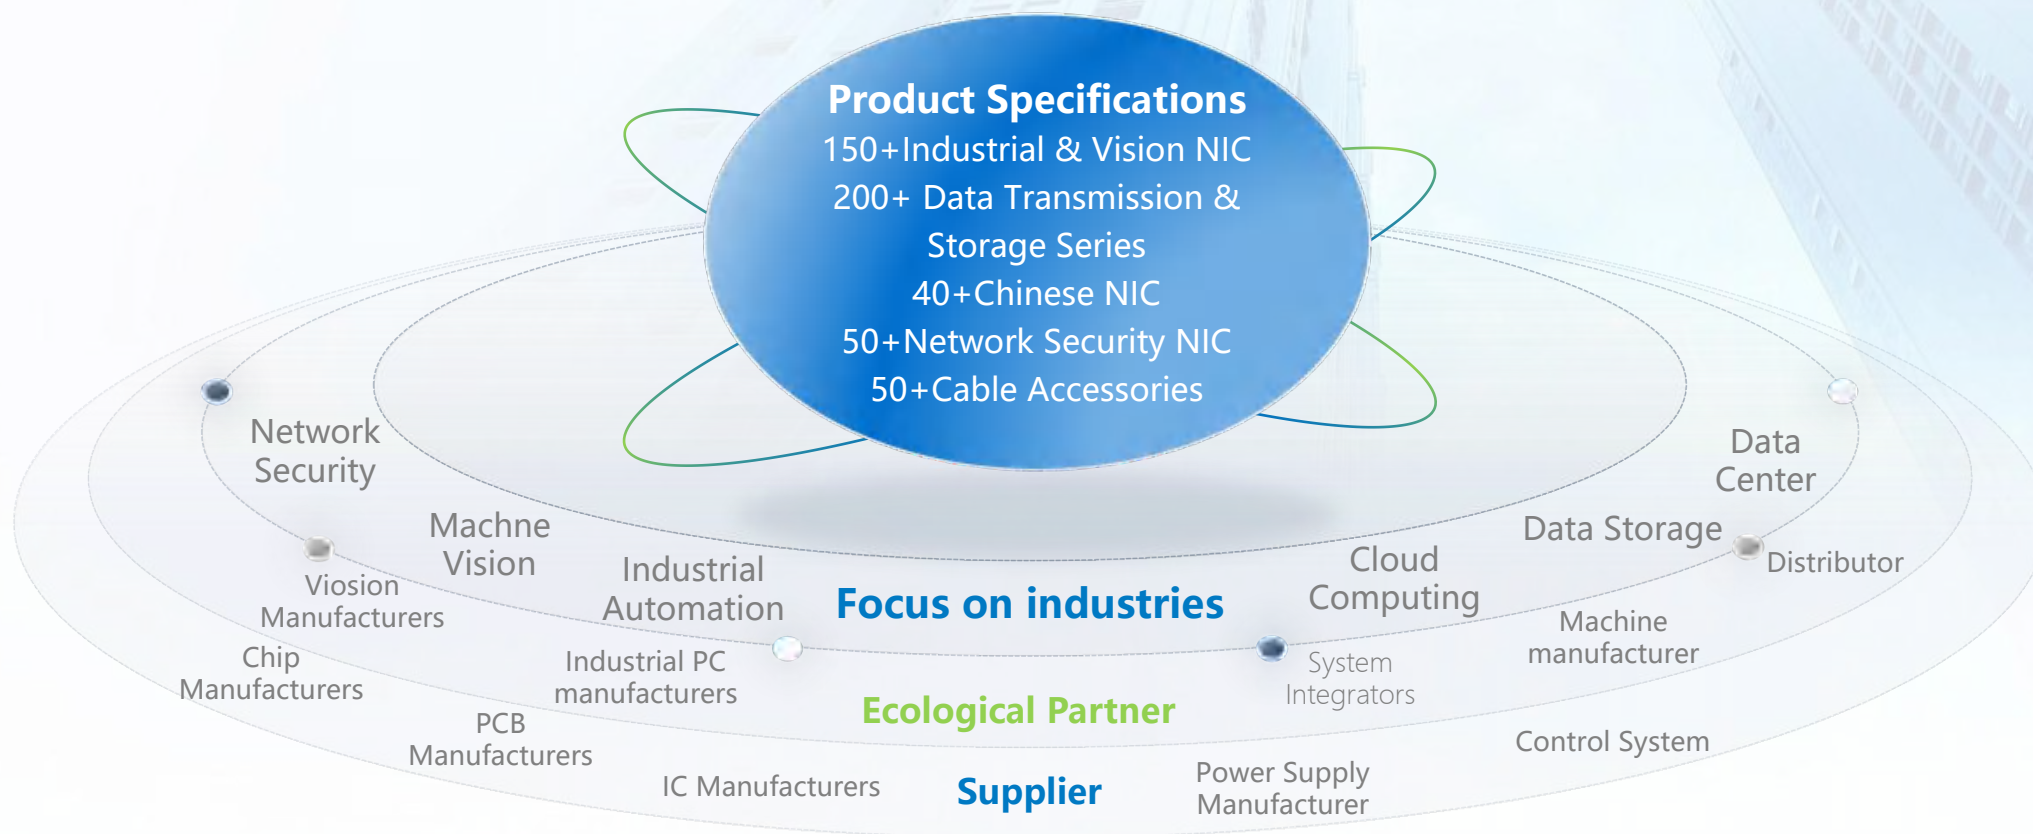 Product Specifications
150+Industrial & Vision NIC
200+ Data Transmission &
Storage Series
40+Chinese NIC
50+Network Security NIC
50+Cable Accessories
Network
Security
Machne
Vision
Industrial
Automation
Focus on industries
Cloud
Computing
Data Storage
Data
Center
Viosion
Manufacturers
Industrial PC
manufacturers
Ecological Partner
System
Integrators
Machine
manufacturer
Distributor
Chip
Manufacturers
PCB
Manufacturers
IC Manufacturers
Supplier
Power Supply
Manufacturer
Control System